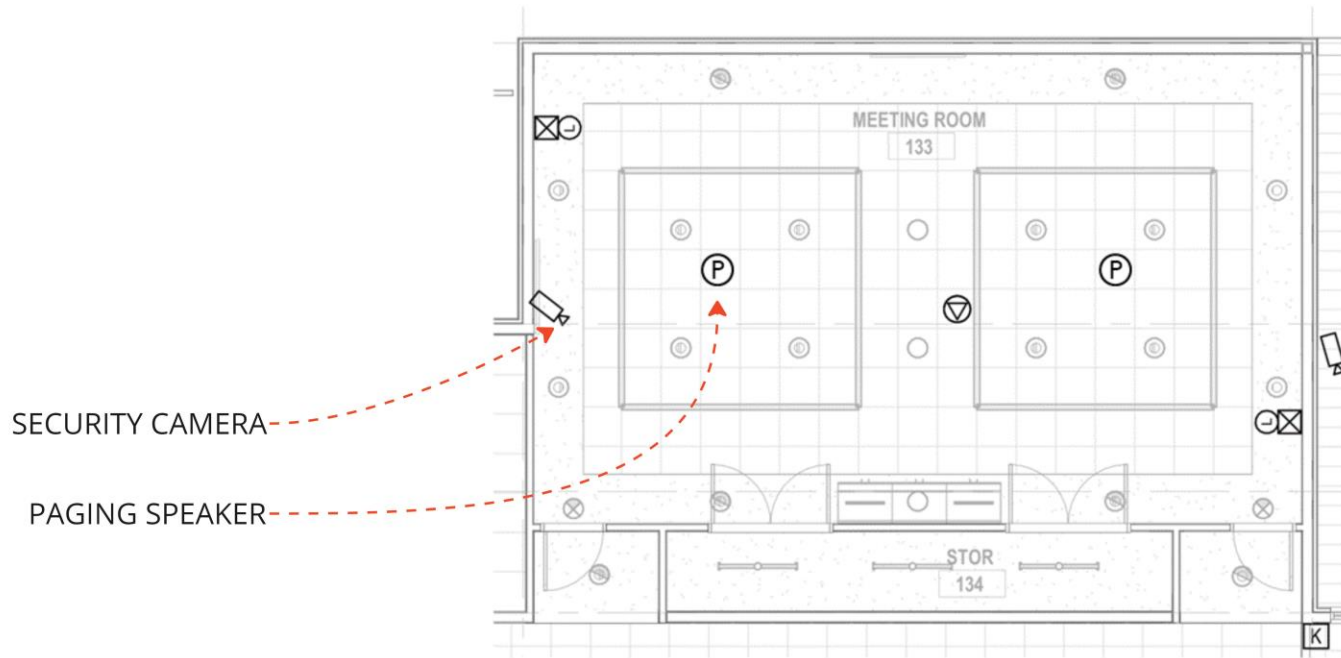 MEETING ROOM
133
L
P
P
SECURITY CAMERA
L
PAGING SPEAKER
STOR
134
K